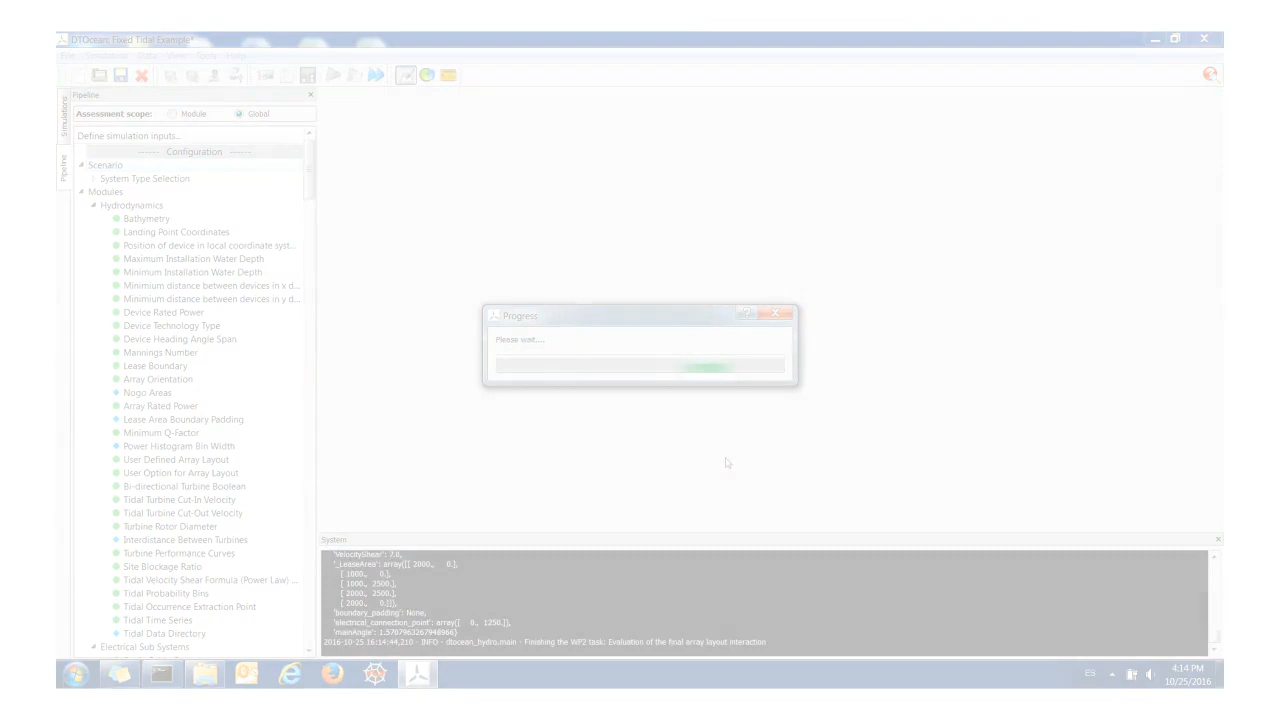 DTOcean: Fixed Tidal Example*
File Simulation Data View Tools Help
Pipeline
Assessment scope: Module Global
Simulations
Pipeline
Define simulation inputs...
------ Configuration ------
Scenario
System Type Selection
Modules
Hydrodynamics
Bathymetry
Landing Point Coordinates
Position of device in local coordinate syst...
Maximum Installation Water Depth
Minimum Installation Water Depth
Minimium distance between devices in x d...
Minimium distance between devices in y d...
Device Rated Power
Device Technology Type
Device Heading Angle Span
Mannings Number
Lease Boundary
Array Orientation
Nogo Areas
Array Rated Power
Lease Area Boundary Padding
Minimum Q-Factor
Power Histogram Bin Width
User Defined Array Layout
User Option for Array Layout
Bi-directional Turbine Boolean
Tidal Turbine Cut-In Velocity
Tidal Turbine Cut-Out Velocity
Turbine Rotor Diameter
Interdistance Between Turbines
Turbine Performance Curves
Site Blockage Ratio
Tidal Velocity Shear Formula (Power Law) ...
Tidal Probability Bins
Tidal Occurrence Extraction Point
Tidal Time Series
Tidal Data Directory
Electrical Sub Systems
Progress
Please wait....
System
'VelocityShear': 7.0,
'_LeaseArea': array([[ 2000., 0.],
[ 1000., 0.],
[ 1000., 2500.],
[ 2000., 2500.],
[ 2000., 0.]]),
'boundary_padding': None,
'electrical_connection_point': array([ 0., 1250.]),
'mainAngle': 1.5707963267948966}
2016-10-25 16:14:44,210 - INFO - dtocean_hydro.main - Finishing the WP2 task: Evaluation of the final array layout interaction
ES
4:14 PM
10/25/2016